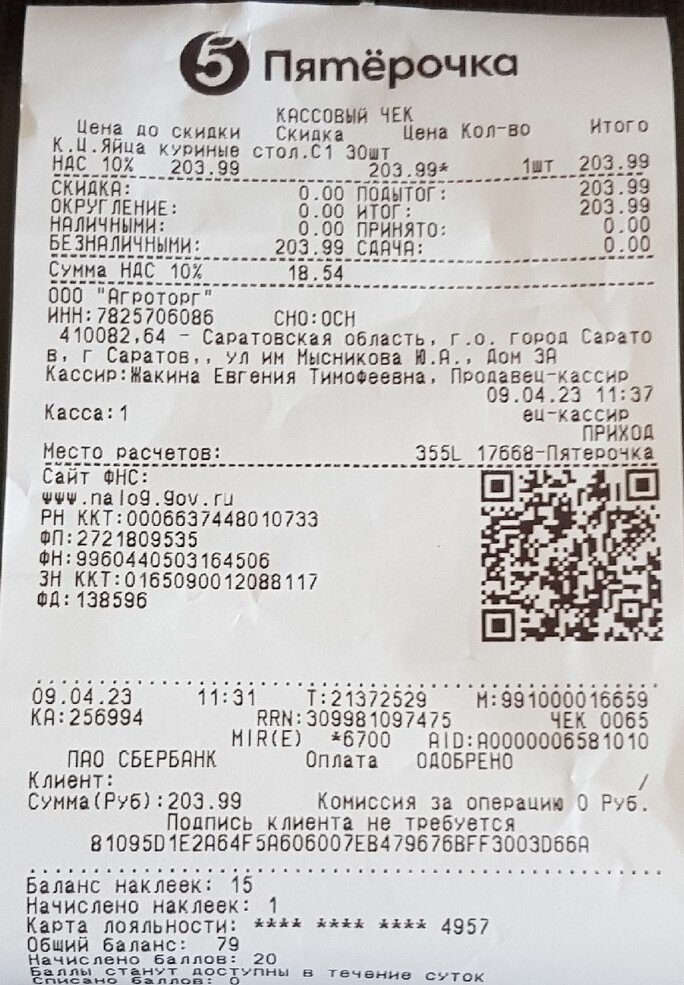 5 Пятёрочка
КАССОВЫЙ ЧЕК
Цена до скидки Скидка Цена Кол-во Итого
К.Ц.Яйца куриные стол.С1 30шт
НДС 10% 203.99 203.99* 1шт 203.99
СКИДКА: 0.00 ПОДЫТОГ: 203.99
ОКРУГЛЕНИЕ: 0.00 ИТОГ: 203.99
НАЛИЧНЫМИ: 0.00 ПРИНЯТО: 0.00
БЕЗНАЛИЧНЫМИ: 203.99 СДАЧА: 0.00
Сумма НДС 10% 18.54
ООО "Агроторг"
ИНН:7825706086 СНО:ОСН
410082,64 - Саратовская область, г.о. город Сарато
в, г Саратов,, ул им Мысникова Ю.А., Дом 3А
Кассир:Жакина Евгения Тимофеевна, Продавец-кассир
09.04.23 11:37
Касса:1 ец-кассир
ПРИХОД
Место расчетов: 355L 17668-Пятерочка
Сайт ФНС:
www.nalog.gov.ru
РН ККТ:0006637448010733
ФП:2721809535
ФН:9960440503164506
ЗН ККТ:0165090012088117
ФД:138596
09.04.23 11:31 Т:21372529 М:991000016659
КА:256994 RRN:309981097475 ЧЕК 0065
MIR(E) *6700 AID:A0000006581010
ПАО СБЕРБАНК Оплата ОДОБРЕНО
Клиент: /
Сумма(Руб):203.99 Комиссия за операцию 0 Руб.
Подпись клиента не требуется
81095D1E2A64F5A606007EB479676BFF3003D66A
Баланс наклеек: 15
Начислено наклеек: 1
Карта лояльности: **** **** **** 4957
Общий баланс: 79
Начислено баллов: 20
Баллы станут доступны в течение суток
Списано баллов: 0